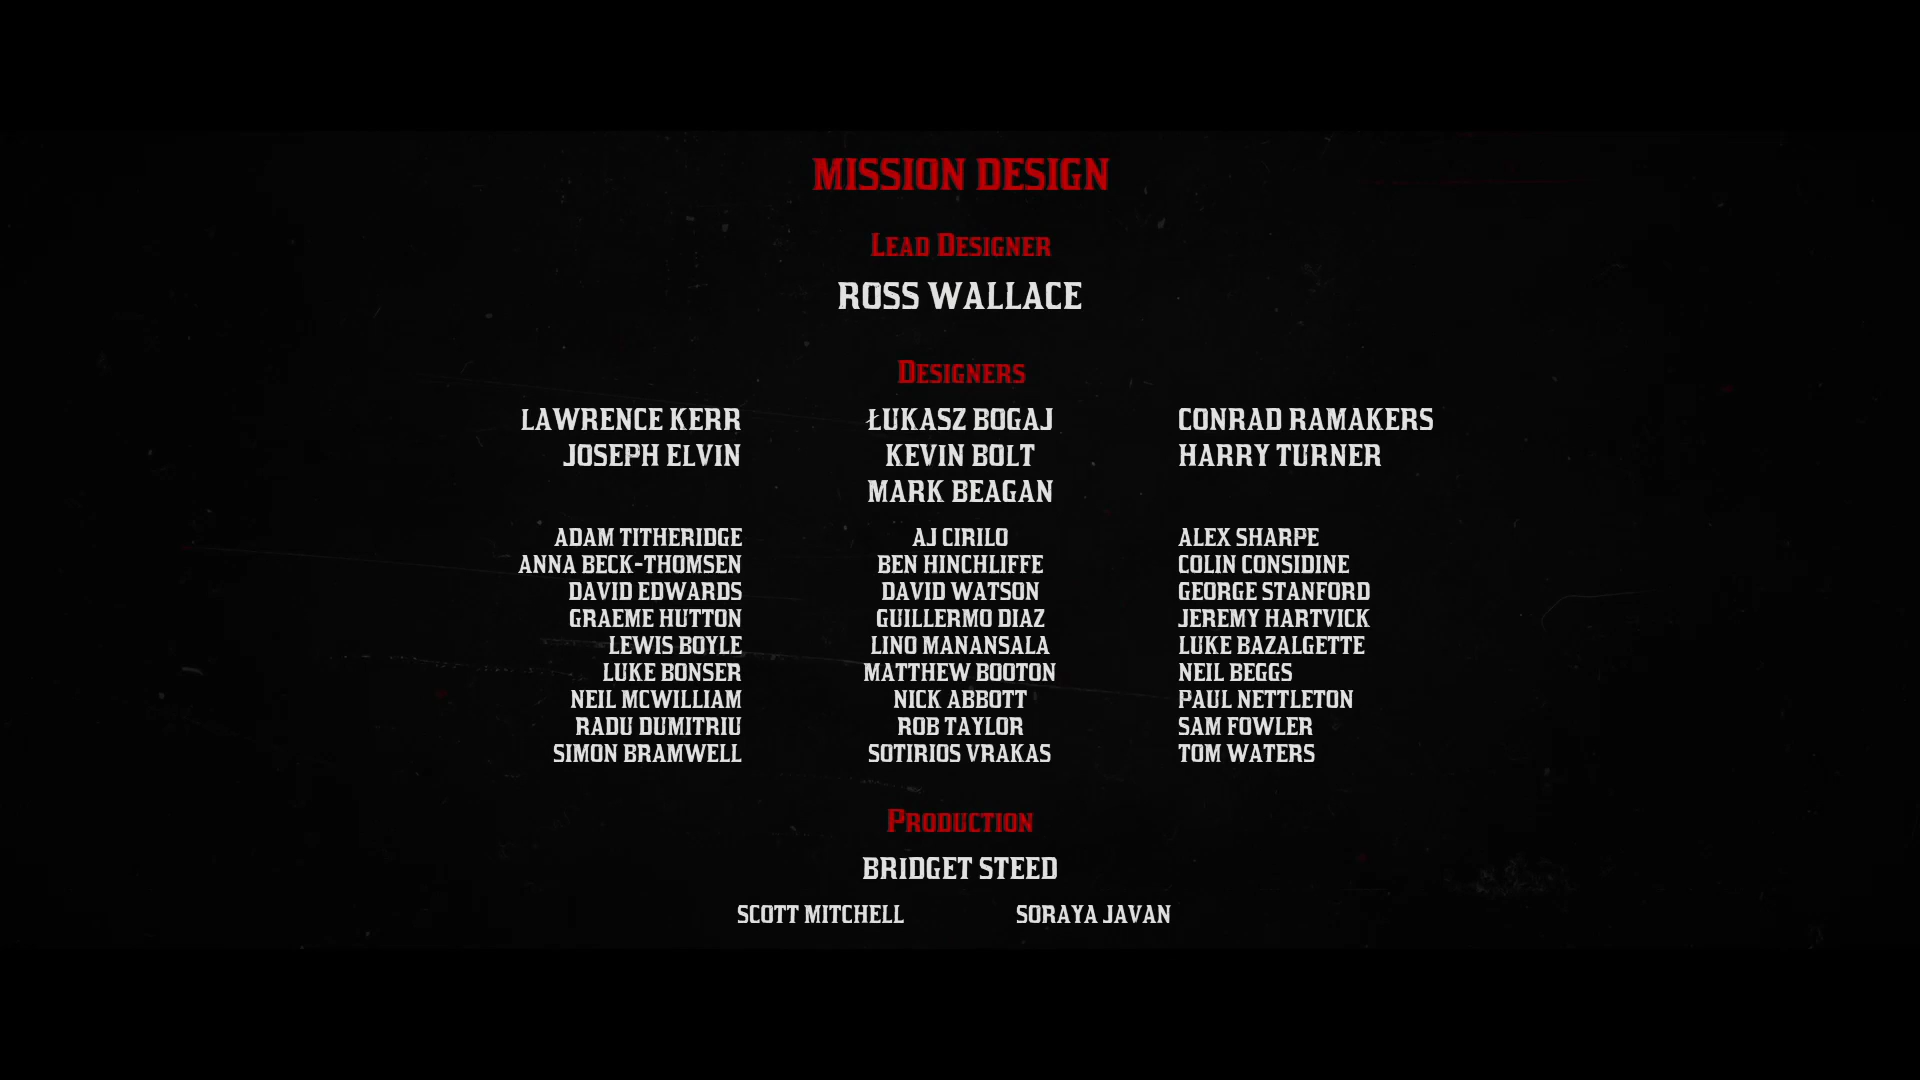 MISSION DESIGN
LEAD DESIGNER
ROSS WALLACE
DESIGNERS
LAWRENCE KERR ŁUKASZ BOGAJ CONRAD RAMAKERS
JOSEPH ELVIN KEVIN BOLT HARRY TURNER
MARK BEAGAN
ADAM TITHERIDGE AJ CIRILO ALEX SHARPE
ANNA BECK-THOMSEN BEN HINCHLIFFE COLIN CONSIDINE
DAVID EDWARDS DAVID WATSON GEORGE STANFORD
GRAEME HUTTON GUILLERMO DIAZ JEREMY HARTVICK
LEWIS BOYLE LINO MANANSALA LUKE BAZALGETTE
LUKE BONSER MATTHEW BOOTON NEIL BEGGS
NEIL MCWILLIAM NICK ABBOTT PAUL NETTLETON
RADU DUMITRIU ROB TAYLOR SAM FOWLER
SIMON BRAMWELL SOTIRIOS VRAKAS TOM WATERS
PRODUCTION
BRIDGET STEED
SCOTT MITCHELL SORAYA JAVAN